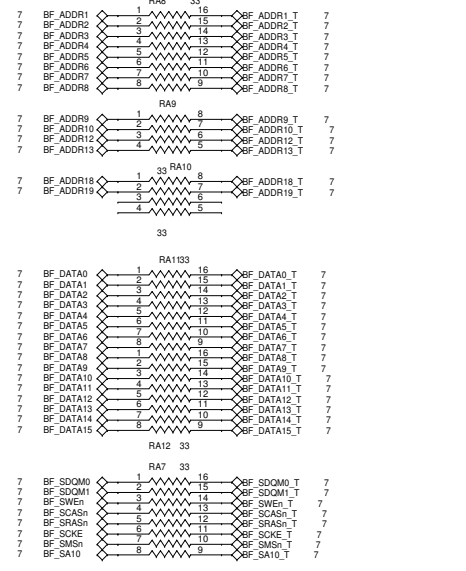 RA8 33
7 BF_ADDR1 1 16 BF_ADDR1_T 7
7 BF_ADDR2 2 15 BF_ADDR2_T 7
7 BF_ADDR3 3 14 BF_ADDR3_T 7
7 BF_ADDR4 4 13 BF_ADDR4_T 7
7 BF_ADDR5 5 12 BF_ADDR5_T 7
7 BF_ADDR6 6 11 BF_ADDR6_T 7
7 BF_ADDR7 7 10 BF_ADDR7_T 7
7 BF_ADDR8 8 9 BF_ADDR8_T 7
RA9
7 BF_ADDR9 1 8 BF_ADDR9_T 7
7 BF_ADDR10 2 7 BF_ADDR10_T 7
7 BF_ADDR12 3 6 BF_ADDR12_T 7
7 BF_ADDR13 4 5 BF_ADDR13_T 7
33 RA10
7 BF_ADDR18 1 8 BF_ADDR18_T 7
7 BF_ADDR19 2 7 BF_ADDR19_T 7
3 6
4 5
33
RA11 33
7 BF_DATA0 1 16 BF_DATA0_T 7
7 BF_DATA1 2 15 BF_DATA1_T 7
7 BF_DATA2 3 14 BF_DATA2_T 7
7 BF_DATA3 4 13 BF_DATA3_T 7
7 BF_DATA4 5 12 BF_DATA4_T 7
7 BF_DATA5 6 11 BF_DATA5_T 7
7 BF_DATA6 7 10 BF_DATA6_T 7
7 BF_DATA7 8 9 BF_DATA7_T 7
7 BF_DATA8 1 16 BF_DATA8_T 7
7 BF_DATA9 2 15 BF_DATA9_T 7
7 BF_DATA10 3 14 BF_DATA10_T 7
7 BF_DATA11 4 13 BF_DATA11_T 7
7 BF_DATA12 5 12 BF_DATA12_T 7
7 BF_DATA13 6 11 BF_DATA13_T 7
7 BF_DATA14 7 10 BF_DATA14_T 7
7 BF_DATA15 8 9 BF_DATA15_T 7
RA12 33
RA7 33
7 BF_SDQM0 1 16 BF_SDQM0_T 7
7 BF_SDQM1 2 15 BF_SDQM1_T 7
7 BF_SWEn 3 14 BF_SWEn_T 7
7 BF_SCASn 4 13 BF_SCASn_T 7
7 BF_SRASn 5 12 BF_SRASn_T 7
7 BF_SCKE 6 11 BF_SCKE_T 7
7 BF_SMSn 7 10 BF_SMSn_T 7
7 BF_SA10 8 9 BF_SA10_T 7